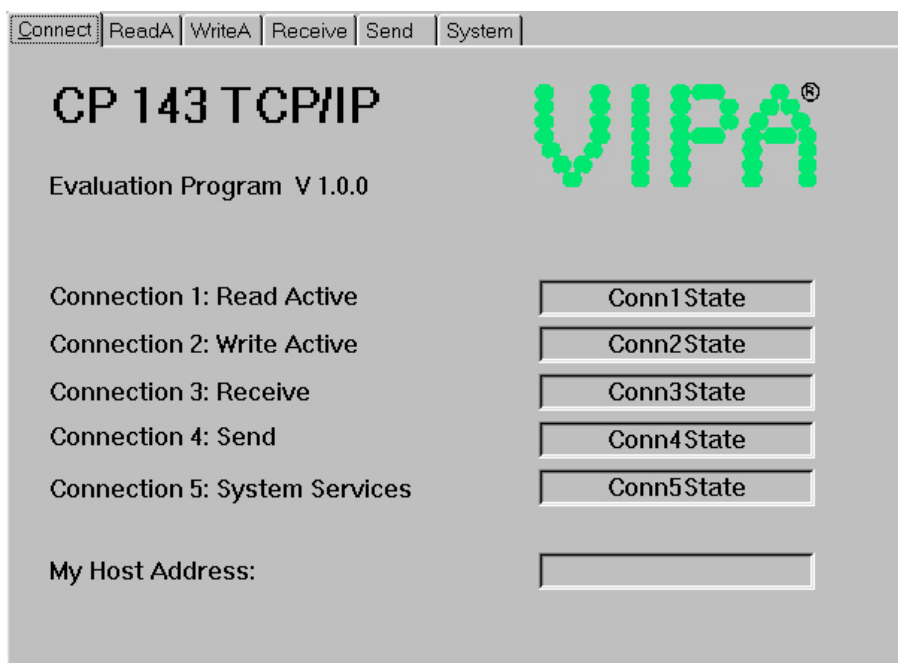 Connect ReadA WriteA Receive Send System
CP 143 TCP/IP
VIPA®
Evaluation Program V 1.0.0
Connection 1: Read Active Conn1State
Connection 2: Write Active Conn2State
Connection 3: Receive Conn3State
Connection 4: Send Conn4State
Connection 5: System Services Conn5State
My Host Address: